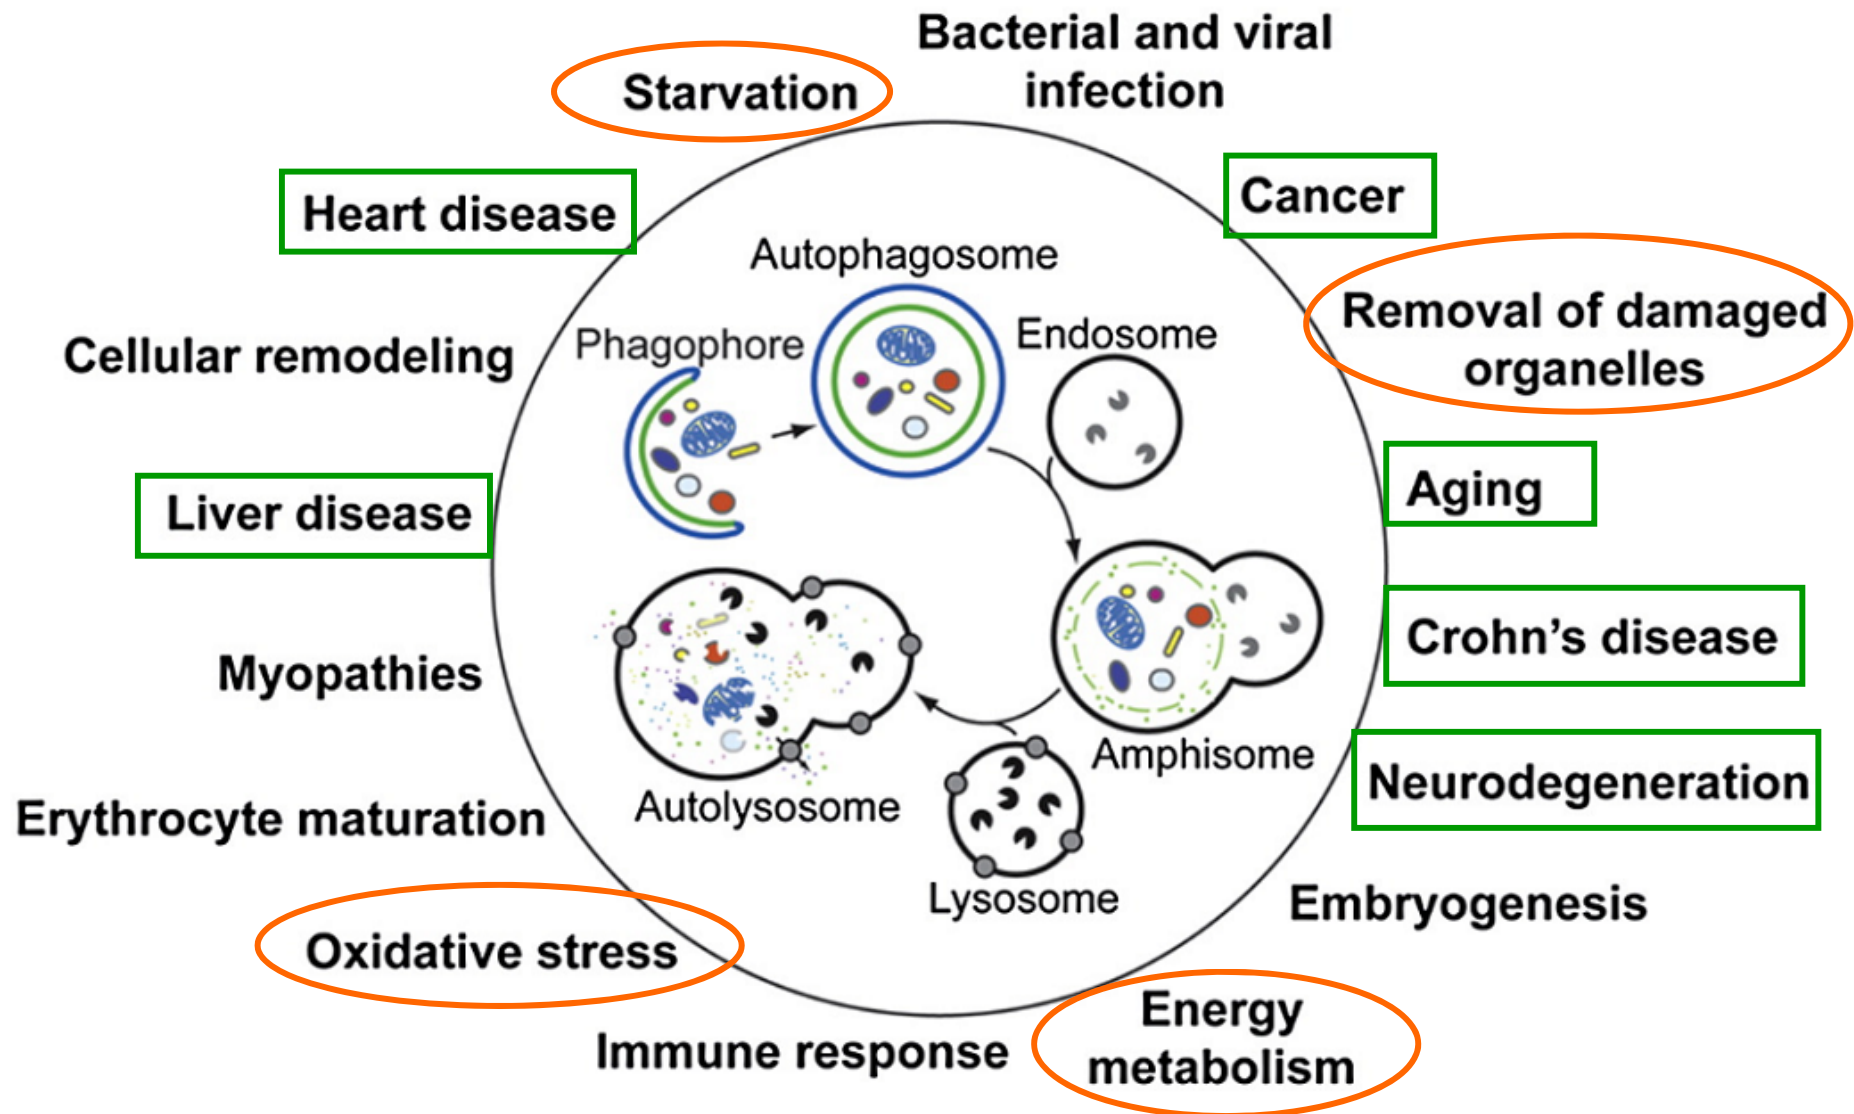 Bacterial and viral
infection
Starvation
Cancer
Heart disease
Autophagosome
Removal of damaged
organelles
Endosome
Phagophore
Cellular remodeling
Aging
Liver disease
Crohn’s disease
Myopathies
Amphisome
Neurodegeneration
Autolysosome
Erythrocyte maturation
Lysosome
Embryogenesis
Oxidative stress
Energy
metabolism
Immune response